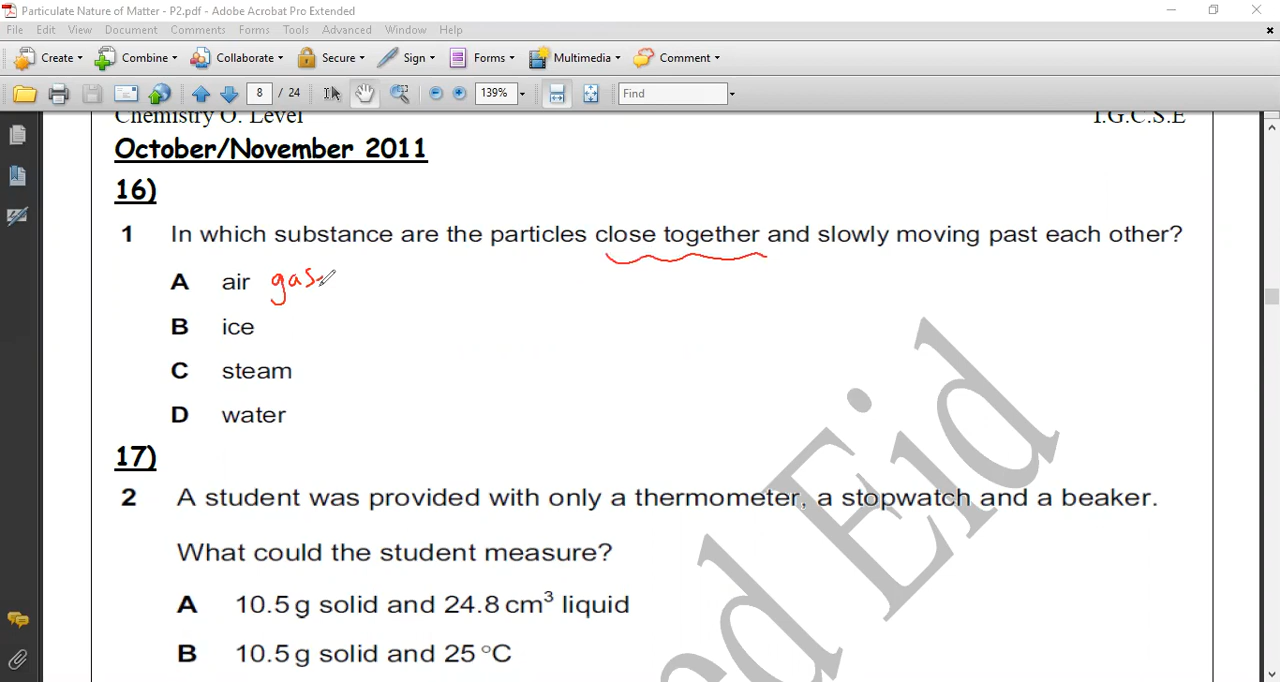 Particulate Nature of Matter - P2.pdf - Adobe Acrobat Pro Extended
File Edit View Document Comments Forms Tools Advanced Window Help
Create Combine Collaborate Secure Sign Forms Multimedia Comment
8 / 24 139% Find
Chemistry O. Level I.G.C.S.E
October/November 2011
16)
1 In which substance are the particles close together and slowly moving past each other?
A air gas
B ice
C steam
D water
17)
2 A student was provided with only a thermometer, a stopwatch and a beaker.
What could the student measure?
A 10.5 g solid and 24.8 cm³ liquid
B 10.5 g solid and 25 °C
ed Eid